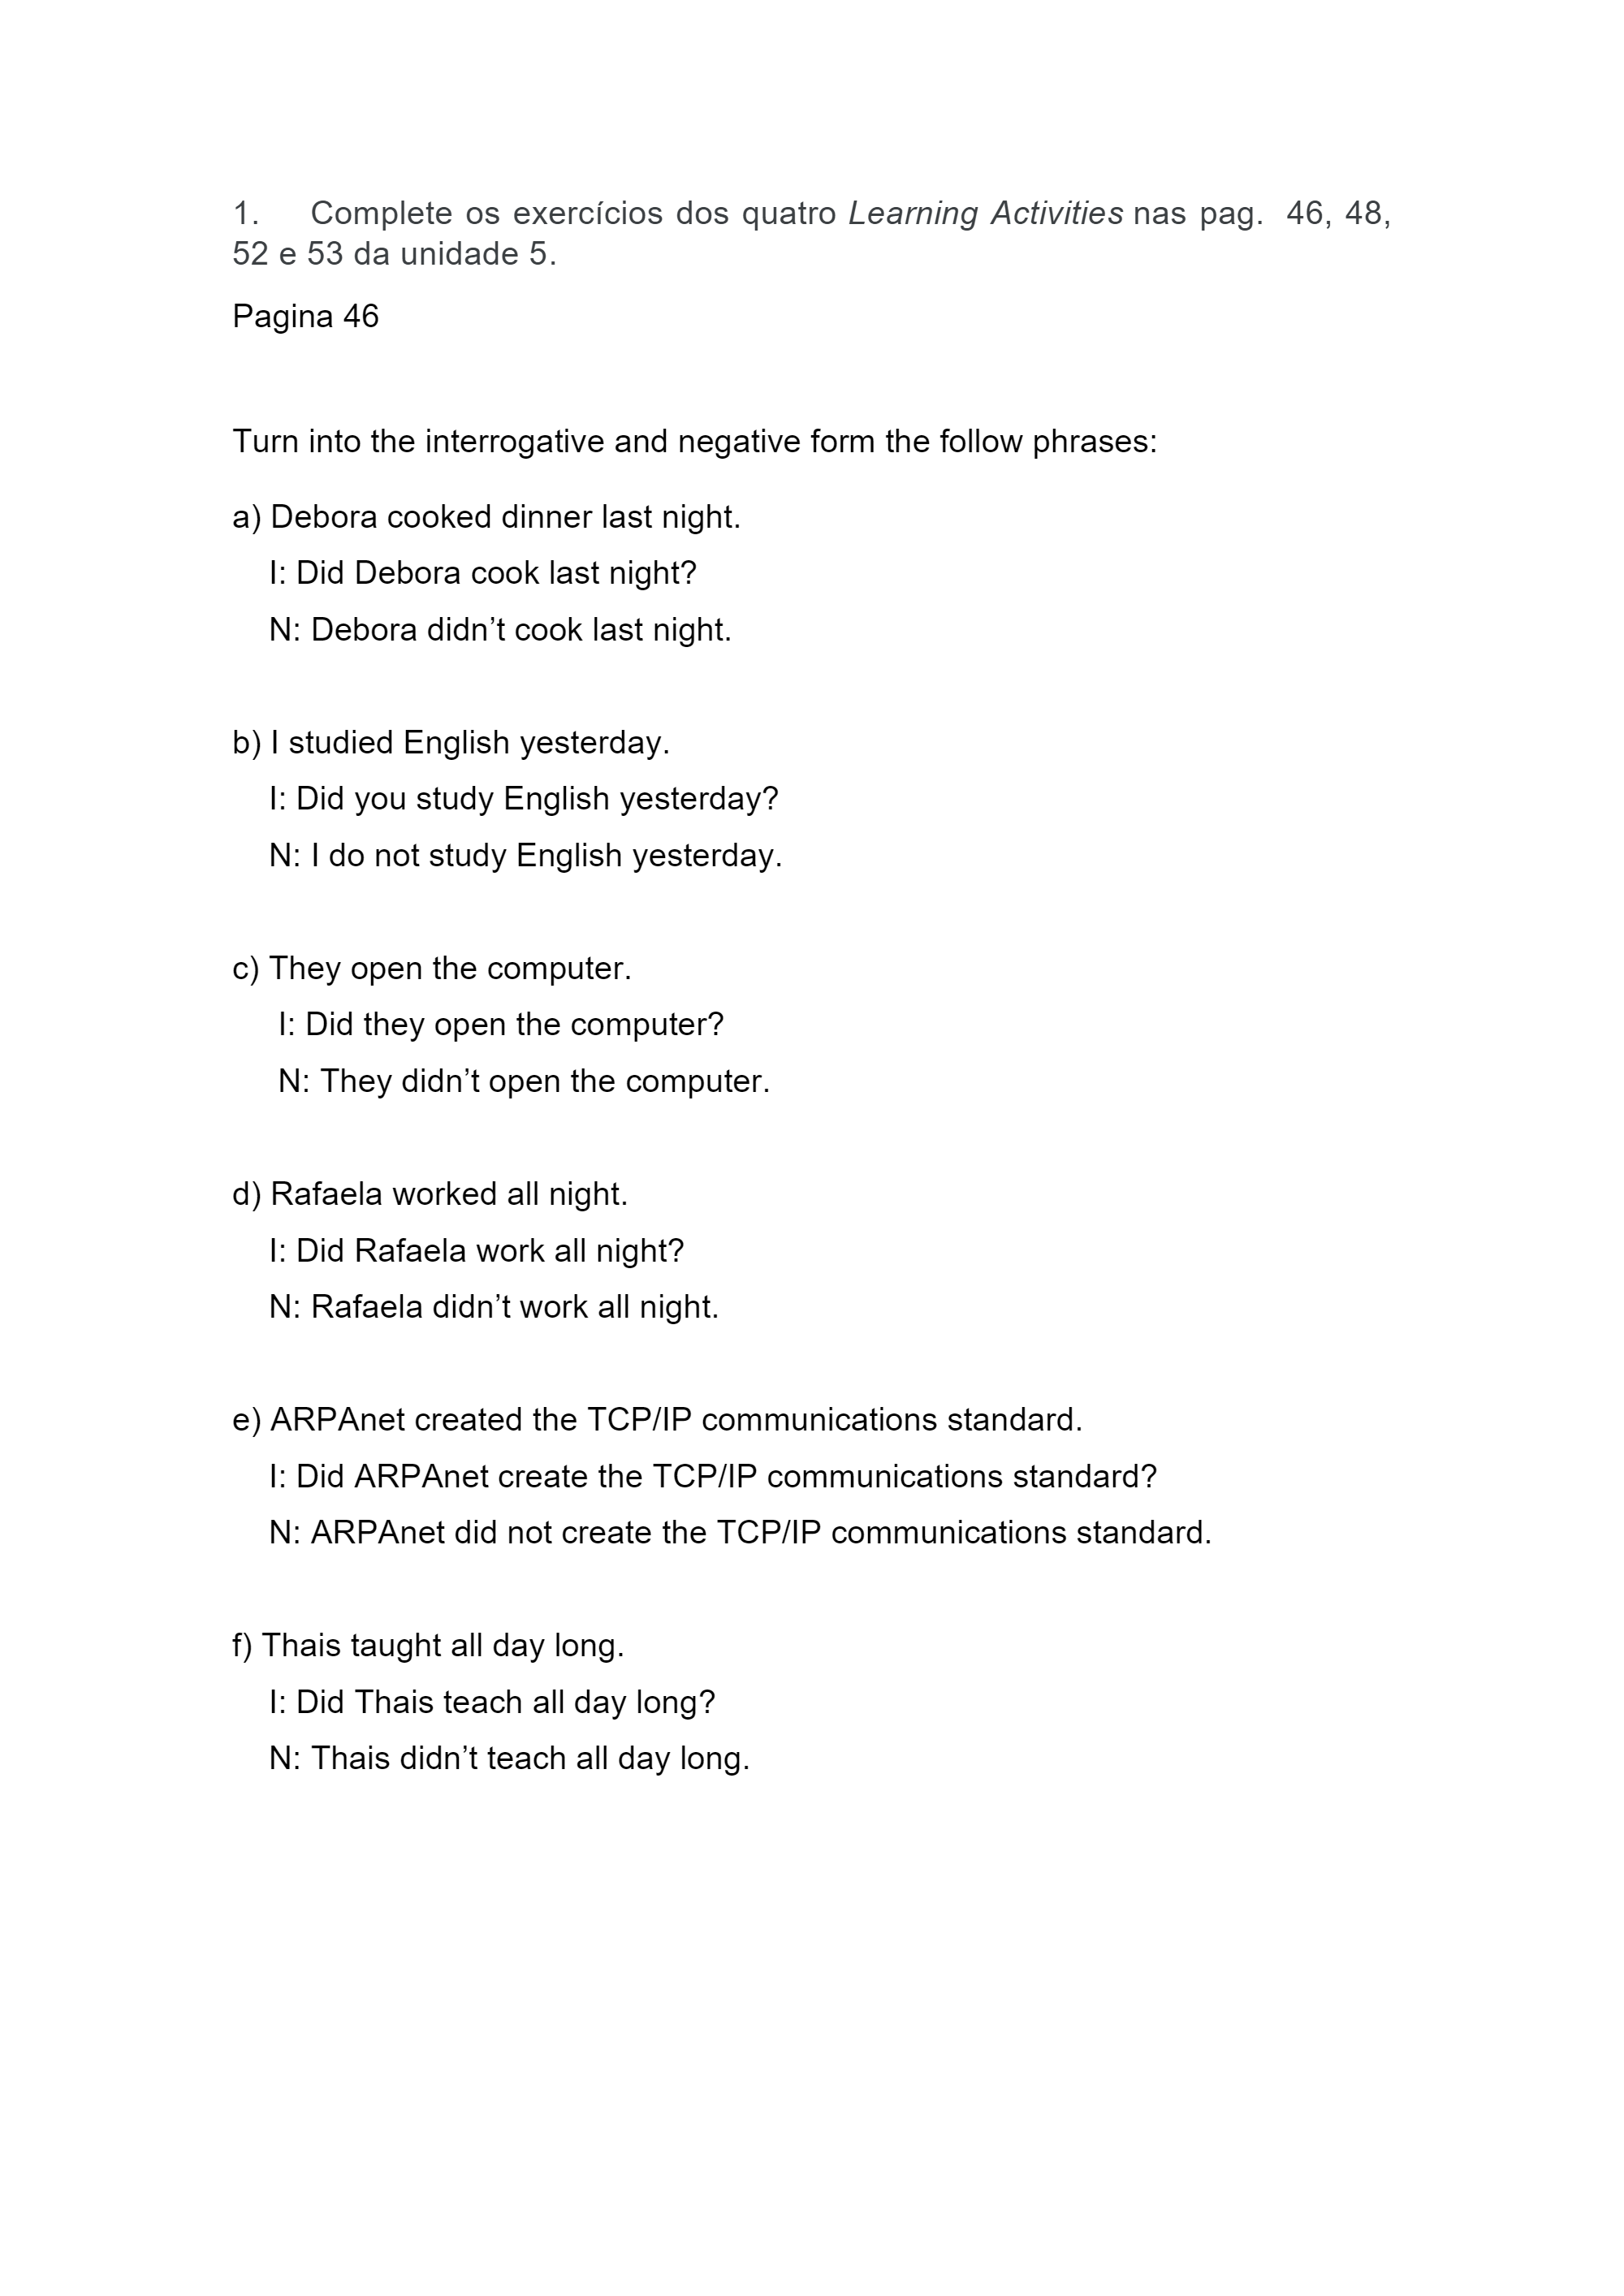 1. Complete os exercícios dos quatro Learning Activities nas pag. 46, 48,
52 e 53 da unidade 5.
Pagina 46
Turn into the interrogative and negative form the follow phrases:
a) Debora cooked dinner last night.
I: Did Debora cook last night?
N: Debora didn’t cook last night.
b) I studied English yesterday.
I: Did you study English yesterday?
N: I do not study English yesterday.
c) They open the computer.
I: Did they open the computer?
N: They didn’t open the computer.
d) Rafaela worked all night.
I: Did Rafaela work all night?
N: Rafaela didn’t work all night.
e) ARPAnet created the TCP/IP communications standard.
I: Did ARPAnet create the TCP/IP communications standard?
N: ARPAnet did not create the TCP/IP communications standard.
f) Thais taught all day long.
I: Did Thais teach all day long?
N: Thais didn’t teach all day long.